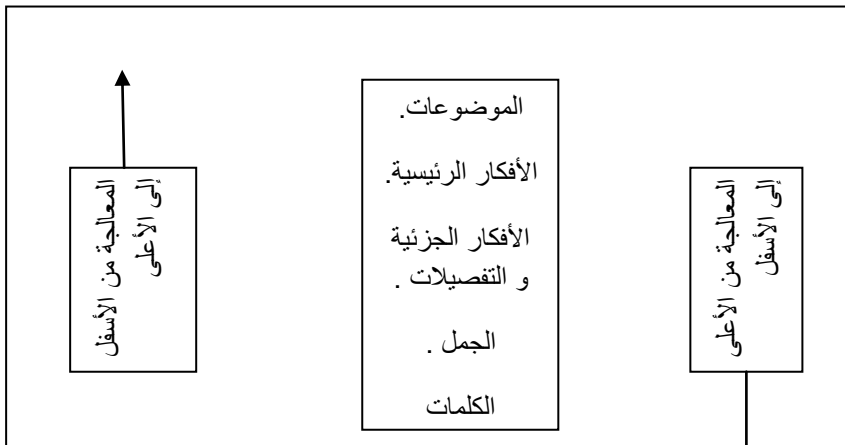 الموضوعات.
الأفكار الرئيسية.
الأفكار الجزئية
و التفصيلات .
الجمل .
الكلمات
المعالجة من الأعلى
إلى الأسفل
المعالجة من الأسفل
إلى الأعلى